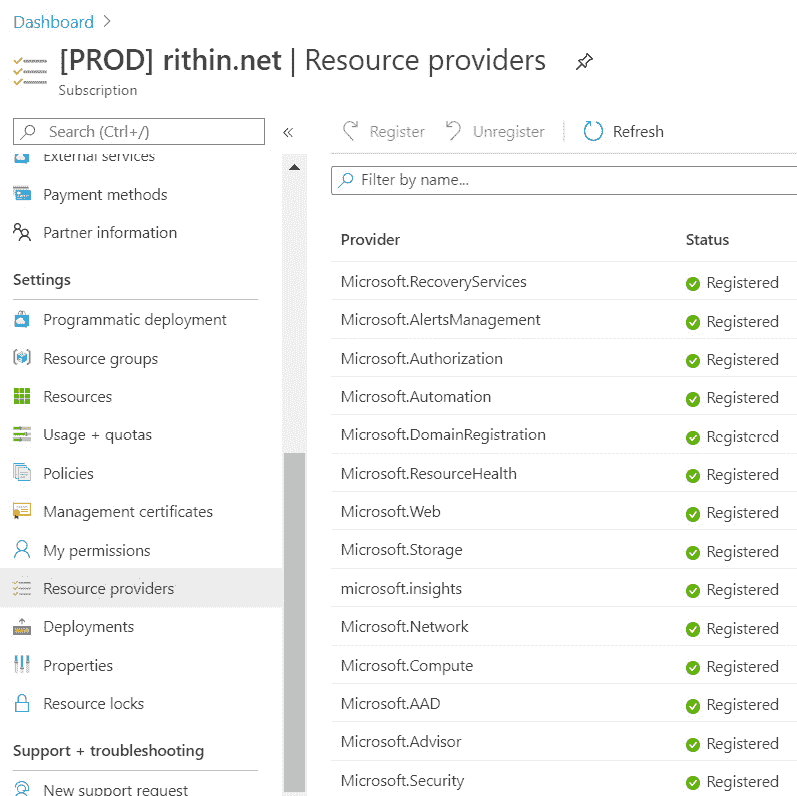 Dashboard
[PROD] rithin.net | Resource providers
Subscription
Search (Ctrl+/)
External services
Payment methods
Partner information
Settings
Programmatic deployment
Resource groups
Resources
Usage + quotas
Policies
Management certificates
My permissions
Resource providers
Deployments
Properties
Resource locks
Support + troubleshooting
New support request
Register Unregister Refresh
Filter by name...
Provider Status
Microsoft.RecoveryServices Registered
Microsoft.AlertsManagement Registered
Microsoft.Authorization Registered
Microsoft.Automation Registered
Microsoft.DomainRegistration Registered
Microsoft.ResourceHealth Registered
Microsoft.Web Registered
Microsoft.Storage Registered
microsoft.insights Registered
Microsoft.Network Registered
Microsoft.Compute Registered
Microsoft.AAD Registered
Microsoft.Advisor Registered
Microsoft.Security Registered